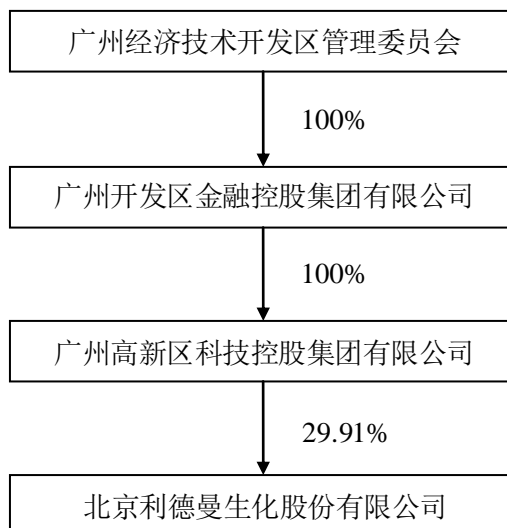 广州经济技术开发区管理委员会
100%
广州开发区金融控股集团有限公司
100%
广州高新区科技控股集团有限公司
29.91%
北京利德曼生化股份有限公司